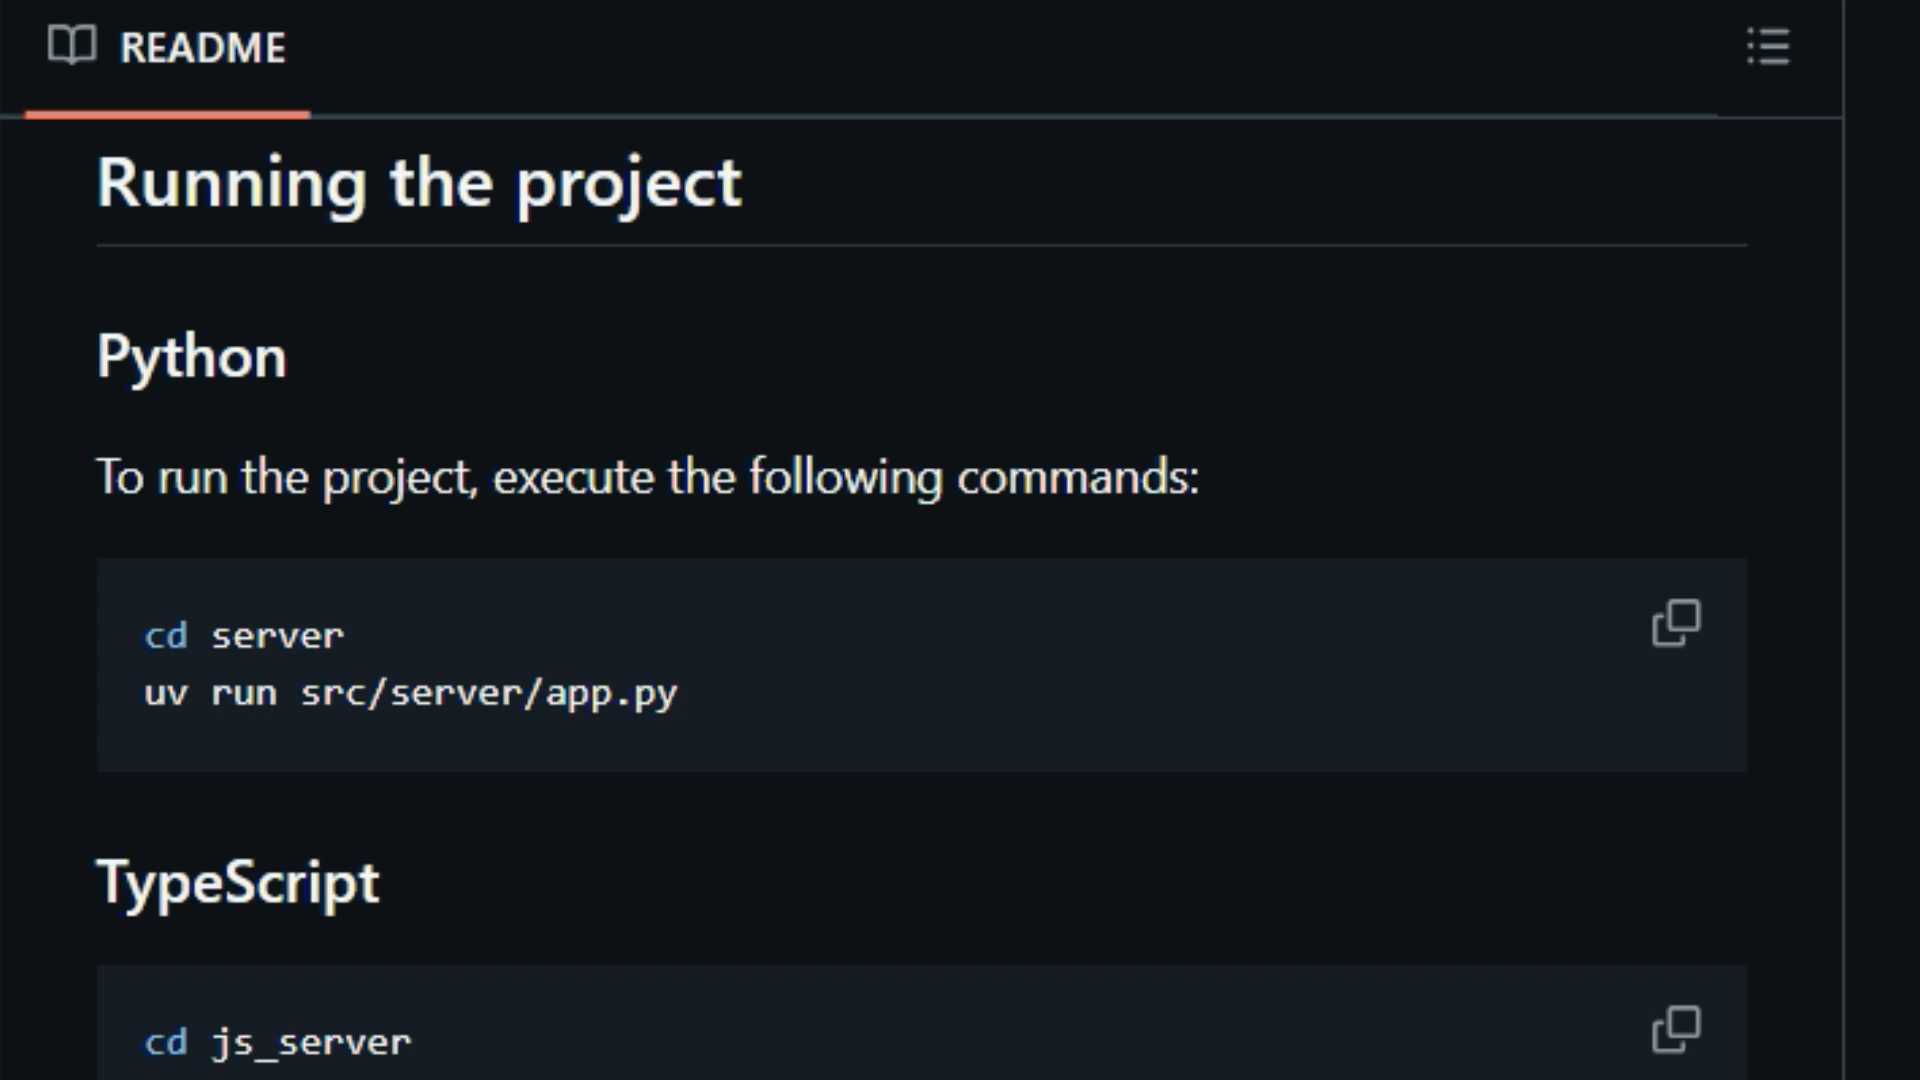 README
Running the project
Python
To run the project, execute the following commands:
cd server
uv run src/server/app.py
TypeScript
cd js_server